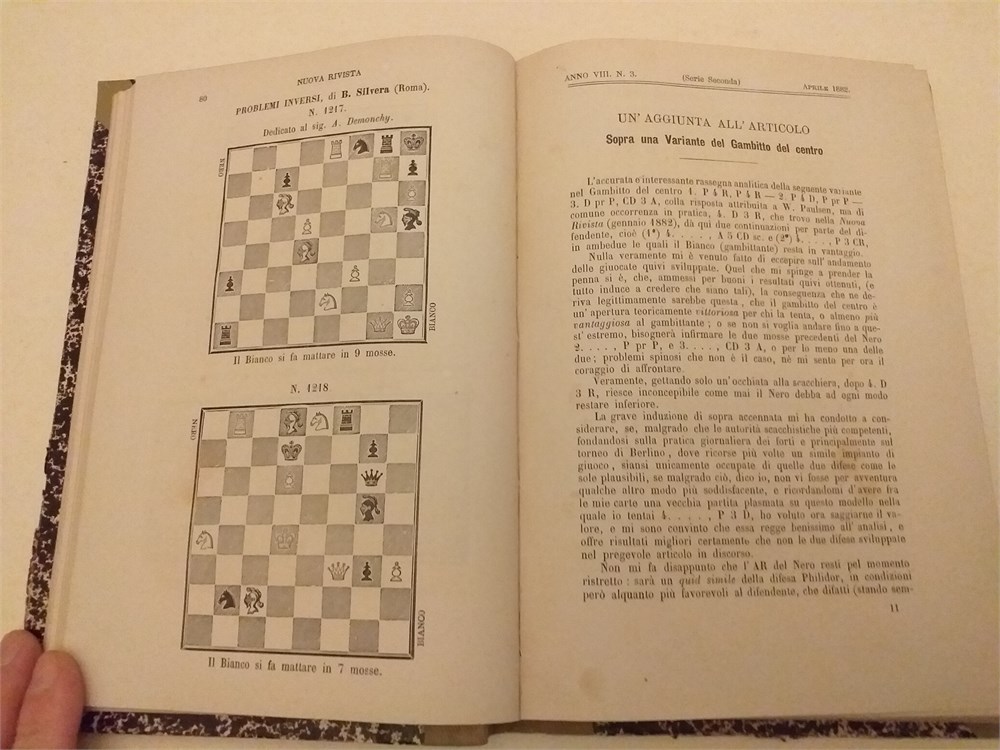 80
NUOVA RIVISTA
PROBLEMI INVERSI, di B. Silvera (Roma).
N. 1217.
Dedicato al sig. A. Demonchy.
NERO
BIANCO
Il Bianco si fa mattare in 9 mosse.
N. 1218.
NERO
BIANCO
Il Bianco si fa mattare in 7 mosse.
ANNO VIII. N. 3.
(Serie Seconda)
APRILE 1882.
UN' AGGIUNTA ALL' ARTICOLO
Sopra una Variante del Gambitto del centro
L'accurata e interessante rassegna analitica della seguente variante
nel Gambitto del centro 1. P 4 R, P 4 R — 2. P 4 D, P pr P —
3. D pr P, CD 3 A, colla risposta attribuita a W. Paulsen, ma di
comune occorrenza in pratica, 4. D 3 R, che trovo nella Nuova
Rivista (gennaio 1882), dà qui due continuazioni per parte del di-
fendente, cioè (1ª) 4. . . . ., A 5 CD sc. e (2ª) 4. . . . ., P 3 CR,
in ambedue le quali il Bianco (gambittante) resta in vantaggio.
Nulla veramente mi è venuto fatto di eccepire sull' andamento
delle giuocate quivi sviluppate. Quel che mi spinge a prender la
penna si è, che, ammessi per buoni i resultati quivi ottenuti, (e
tutto induce a credere che siano tali), la conseguenza che ne de-
riva legittimamente sarebbe questa, che il gambitto del centro è
un' apertura teoricamente vittoriosa per chi la tenta, o almeno più
vantaggiosa al gambittante; o se non si voglia andare fino a que-
st' estremo, bisognerà infirmare le due mosse precedenti del Nero
2. . . . ., P pr P, e 3. . . . ., CD 3 A, o per lo meno una delle
due; problemi spinosi che non è il caso, nè mi sento per ora il
coraggio di affrontare.
Veramente, gettando solo un'occhiata alla scacchiera, dopo 4. D
3 R, riesce inconcepibile come mai il Nero debba ad ogni modo
restare inferiore.
La grave induzione di sopra accennata mi ha condotto a con-
siderare, se, malgrado che le autorità scacchistiche più competenti,
fondandosi sulla pratica giornaliera dei forti e principalmente sul
torneo di Berlino, dove ricorse più volte un simile impianto di
ginoco, siansi unicamente occupate di quelle due difese come le
sole plausibili, se malgrado ciò, dico io, non vi fosse per avventura
qualche altro modo più soddisfacente, e ricordandomi d'avere fra
le mie carte una vecchia partita plasmata su questo modello nella
quale io tentai 4. . . . ., P 3 D, ho voluto ora saggiarne il va-
lore, e mi sono convinto che essa regge benissimo all' analisi, e
offre risultati migliori certamente che non le due difese sviluppate
nel pregevole articolo in discorso.
Non mi fa disappunto che l' AR del Nero resti pel momento
ristretto: sarà un quid simile della difesa Philidor, in condizioni
però alquanto più favorevoli al difendente, che difatti (stando sem-
11